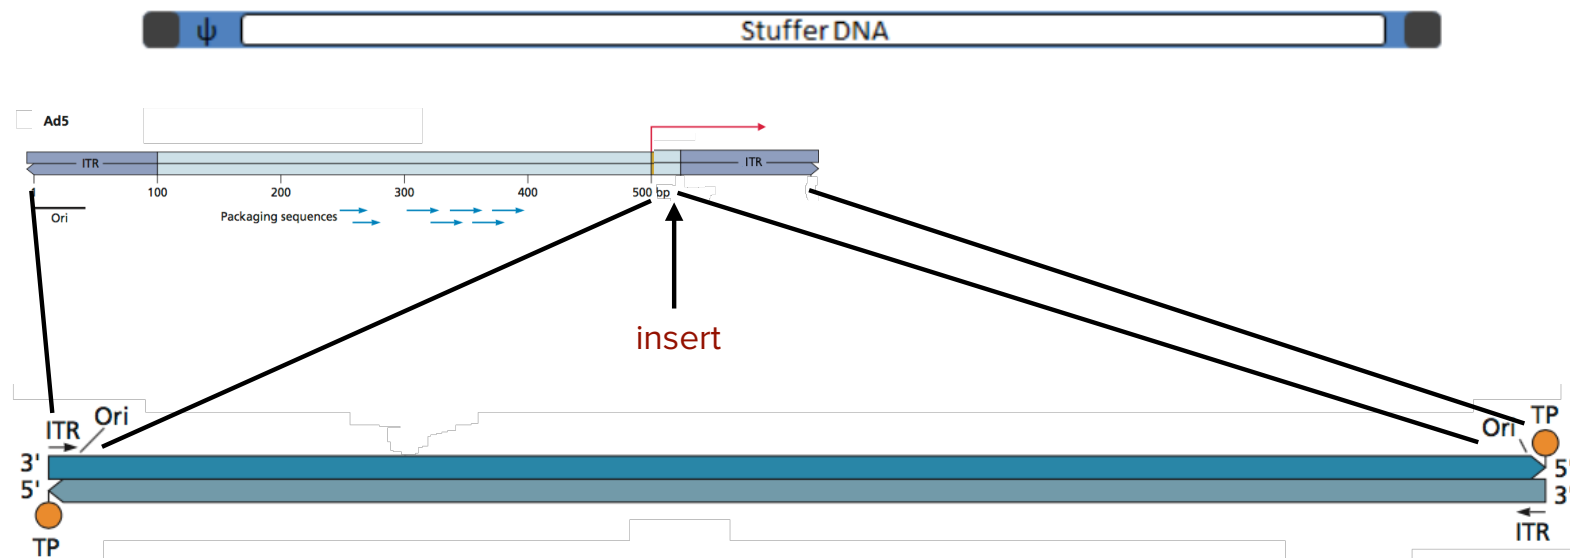 ψ Stuffer DNA
Ad5
ITR ITR
1 100 200 300 400 500 bp
Ori Packaging sequences
insert
ITR Ori Ori TP
3' 5'
5' 3'
TP ITR